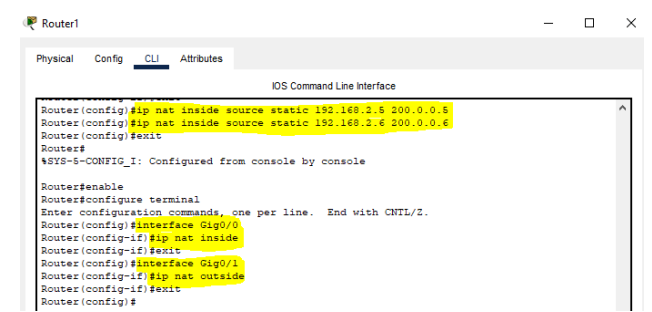 Router1
Physical Config CLI Attributes
IOS Command Line Interface
Router(config)#ip nat inside source static 192.168.2.5 200.0.0.5
Router(config)#ip nat inside source static 192.168.2.6 200.0.0.6
Router(config)#exit
Router#
%SYS-5-CONFIG_I: Configured from console by console
Router#enable
Router#configure terminal
Enter configuration commands, one per line. End with CNTL/Z.
Router(config)#interface Gig0/0
Router(config-if)#ip nat inside
Router(config-if)#exit
Router(config)#interface Gig0/1
Router(config-if)#ip nat outside
Router(config-if)#exit
Router(config)#